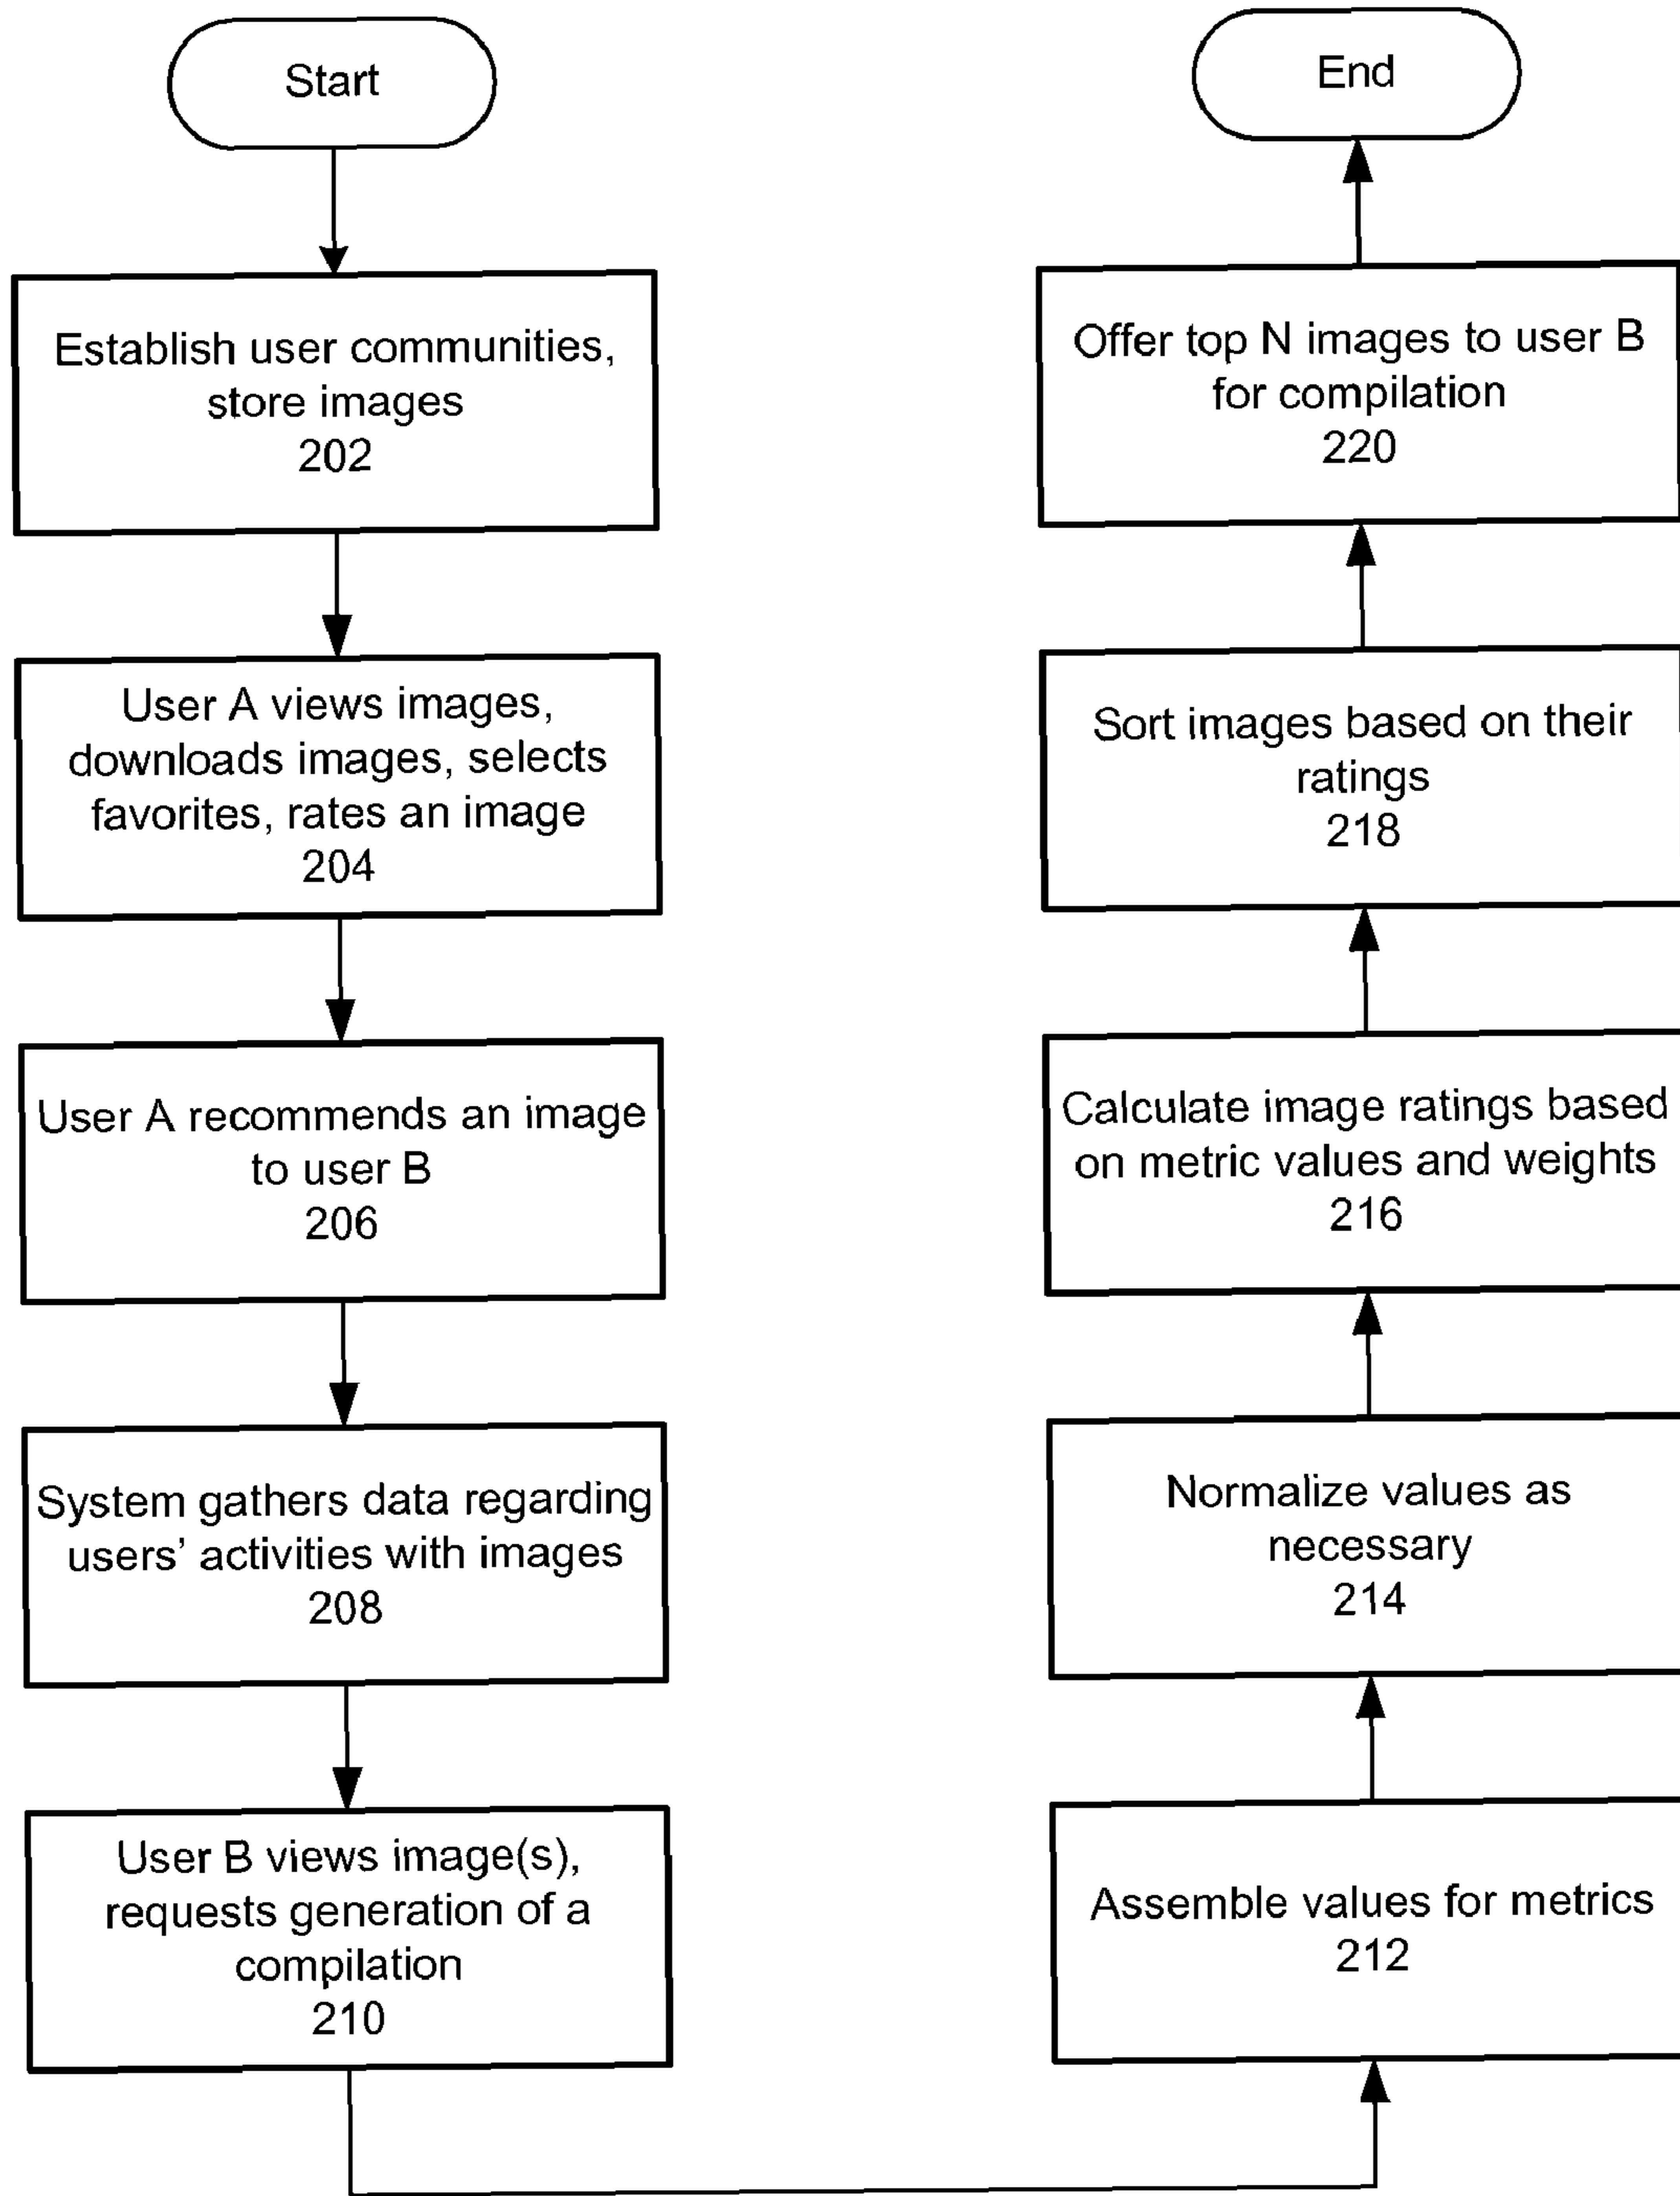 Start
Establish user communities,
store images
202
User A views images,
downloads images, selects
favorites, rates an image
204
User A recommends an image
to user B
206
System gathers data regarding
users’ activities with images
208
User B views image(s),
requests generation of a
compilation
210
End
Offer top N images to user B
for compilation
220
Sort images based on their
ratings
218
Calculate image ratings based
on metric values and weights
216
Normalize values as
necessary
214
Assemble values for metrics
212